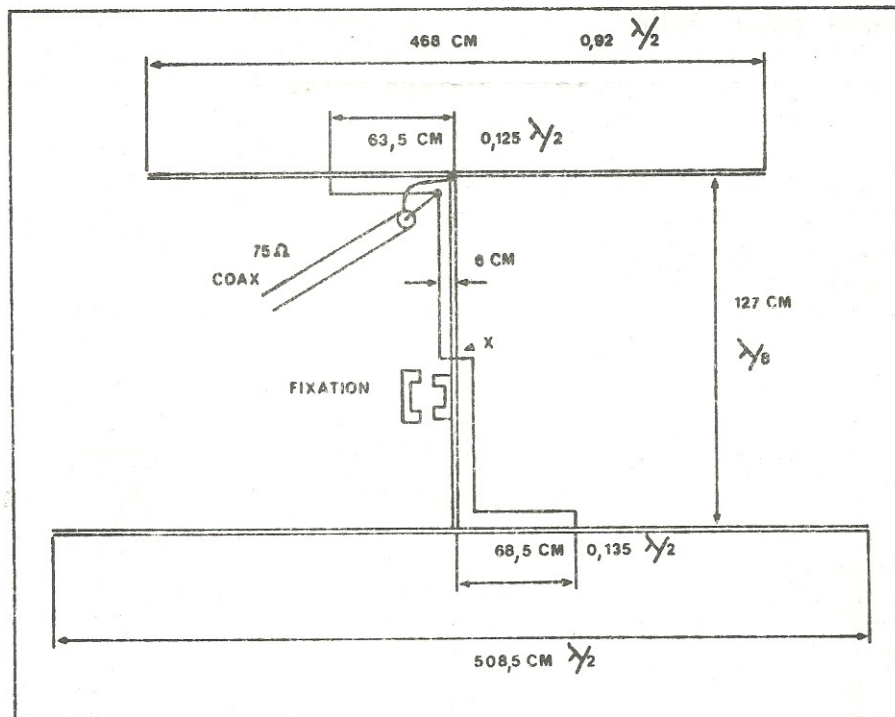 468 CM 0,92 λ/2
63,5 CM 0,125 λ/2
75Ω
COAX
6 CM
127 CM
X
λ/8
FIXATION
68,5 CM 0,135 λ/2
508,5 CM λ/2